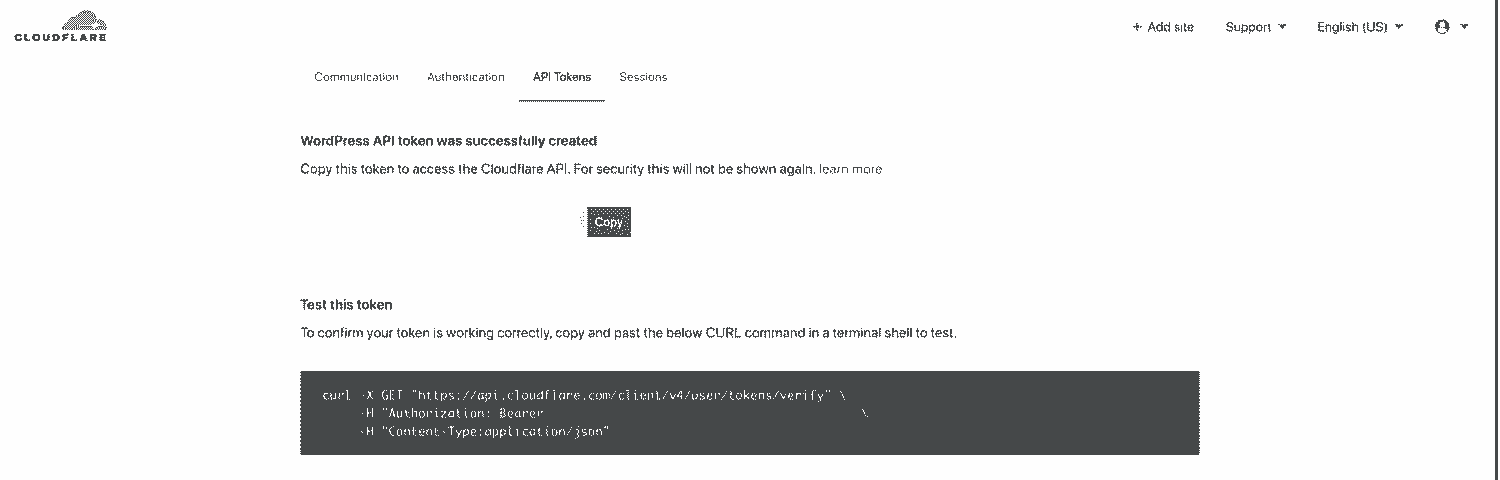 CLOUDFLARE
+ Add site Support English (US)
Communication Authentication API Tokens Sessions
WordPress API token was successfully created
Copy this token to access the Cloudflare API. For security this will not be shown again. learn more
Copy
Test this token
To confirm your token is working correctly, copy and past the below CURL command in a terminal shell to test.
curl -X GET "https://api.cloudflare.com/client/v4/user/tokens/verify" \
-H "Authorization: Bearer \
-H "Content-Type:application/json"